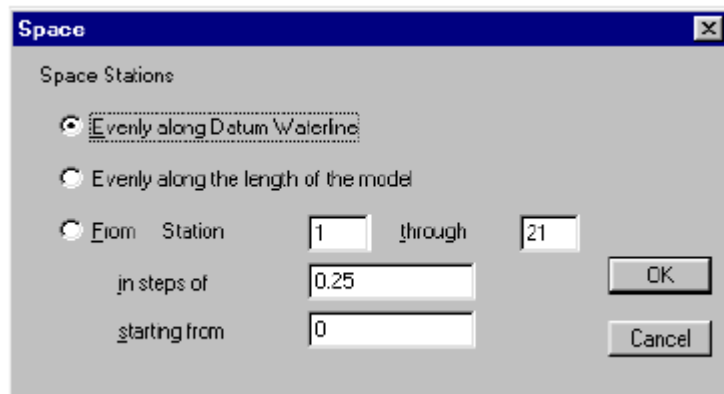 Space
Space Stations
Evenly along Datum Waterline
Evenly along the length of the model
From Station 1 through 21
in steps of 0.25
starting from 0
OK
Cancel